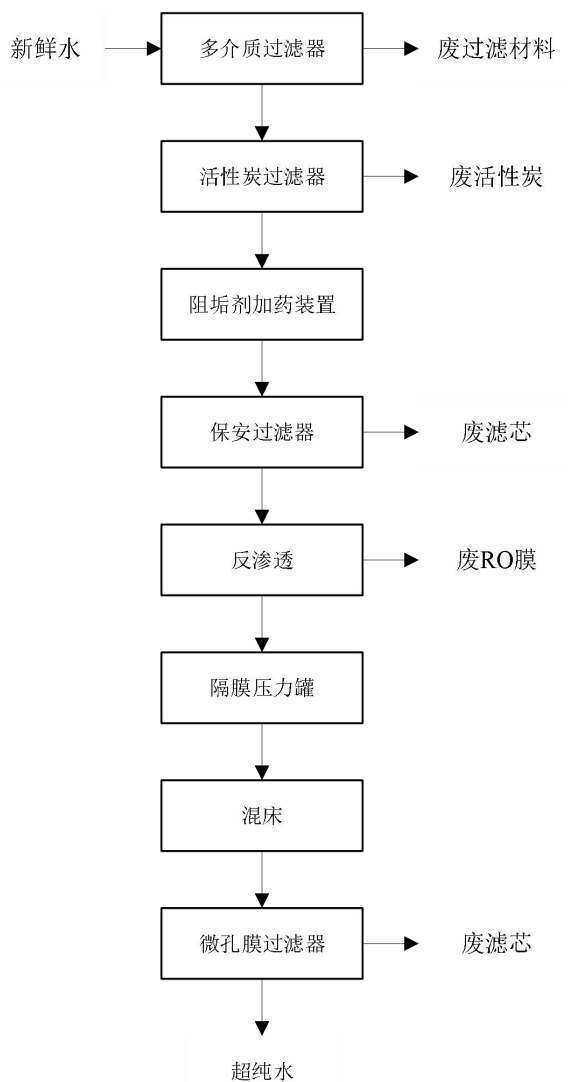 新鲜水
多介质过滤器
废过滤材料
活性炭过滤器
废活性炭
阻垢剂加药装置
保安过滤器
废滤芯
反渗透
废RO膜
隔膜压力罐
混床
微孔膜过滤器
废滤芯
超纯水